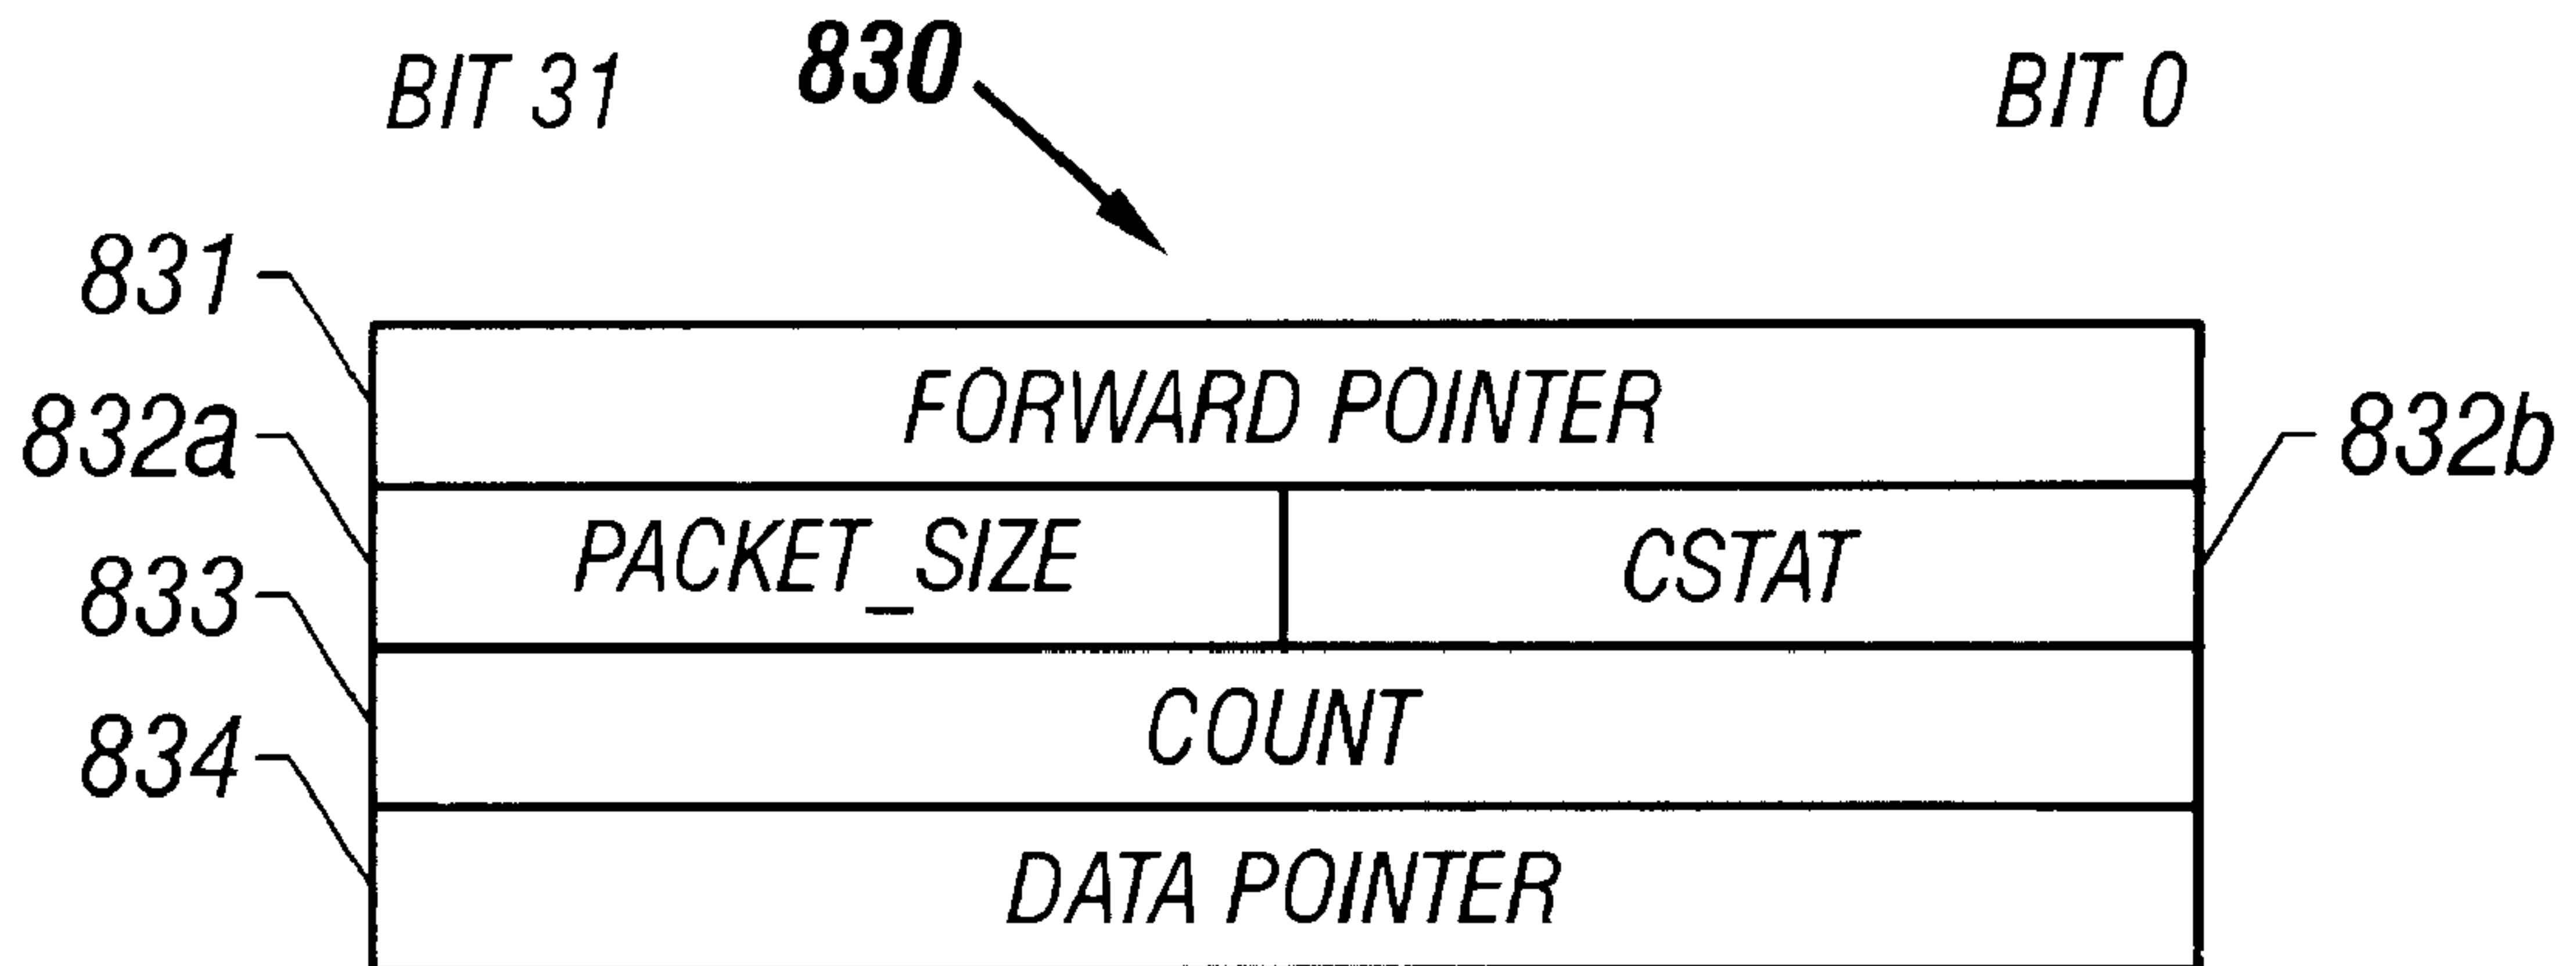 BIT 31 830 BIT 0
831 FORWARD POINTER
832a PACKET_SIZE CSTAT 832b
833 COUNT
834 DATA POINTER